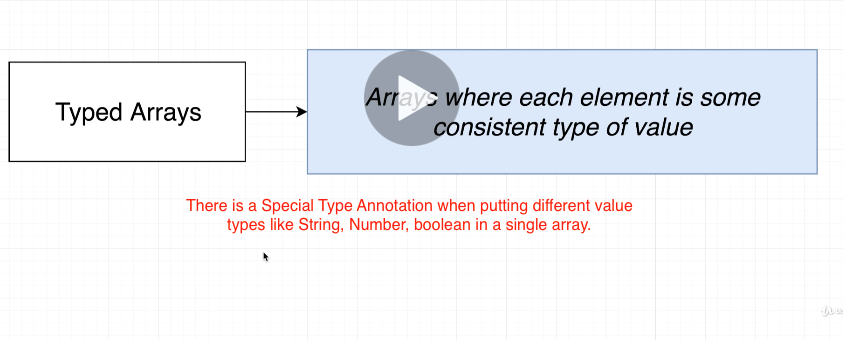 Typed Arrays
Arrays where each element is some
consistent type of value
There is a Special Type Annotation when putting different value
types like String, Number, boolean in a single array.